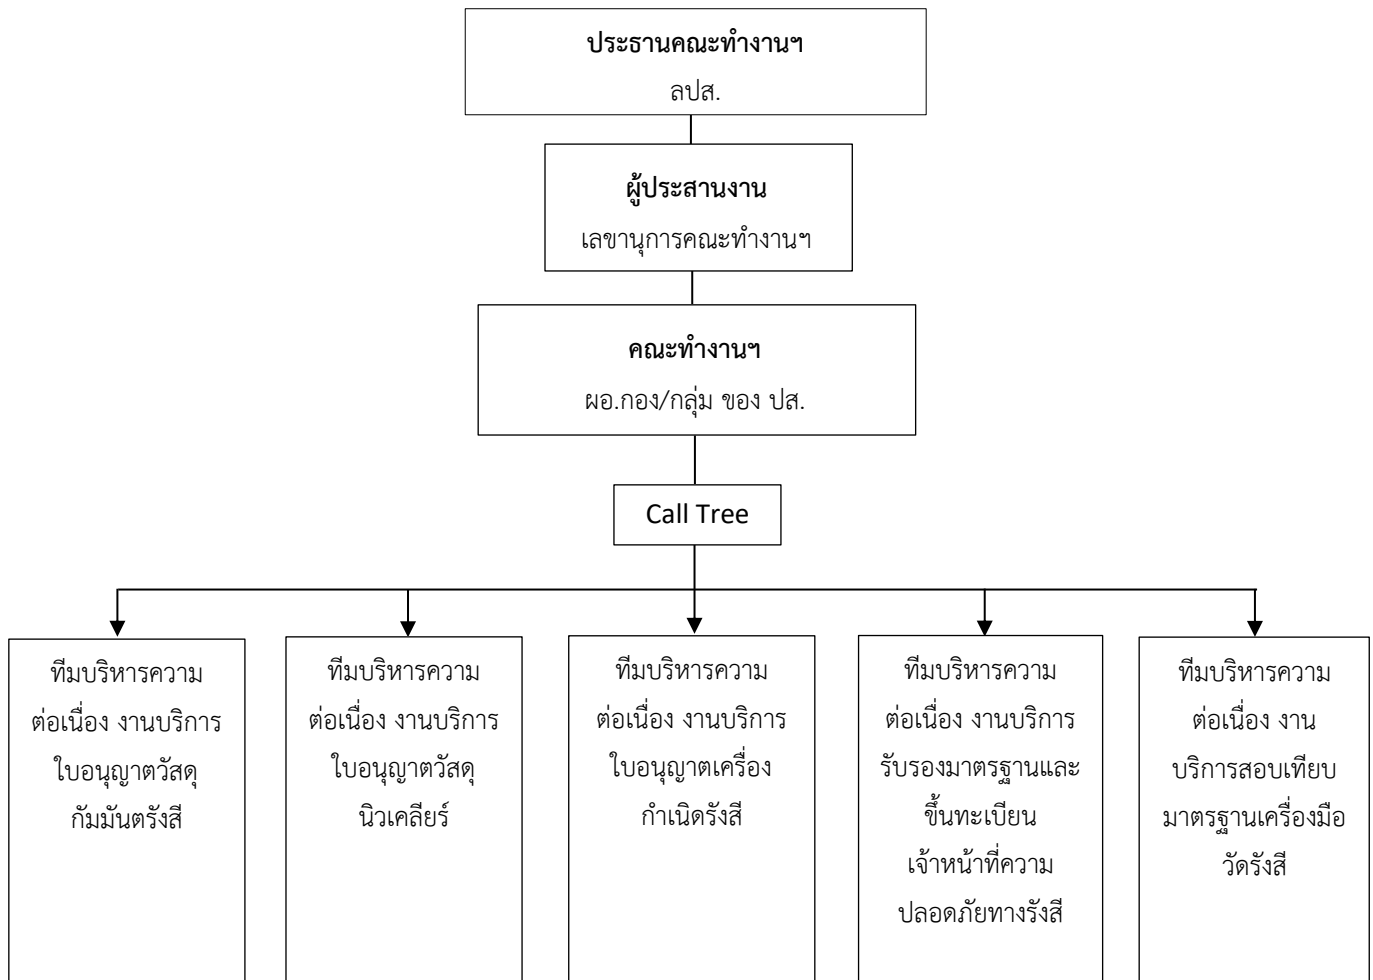 ประธานคณะทำงานฯ
ลปส.
ผู้ประสานงาน
เลขานุการคณะทำงานฯ
คณะทำงานฯ
ผอ.กอง/กลุ่ม ของ ปส.
Call Tree
ทีมบริหารความ
ต่อเนื่อง งานบริการ
ใบอนุญาตวัสดุ
กัมมันตรังสี
ทีมบริหารความ
ต่อเนื่อง งานบริการ
ใบอนุญาตวัสดุ
นิวเคลียร์
ทีมบริหารความ
ต่อเนื่อง งานบริการ
ใบอนุญาตเครื่อง
กำเนิดรังสี
ทีมบริหารความ
ต่อเนื่อง งานบริการ
รับรองมาตรฐานและ
ขึ้นทะเบียน
เจ้าหน้าที่ความ
ปลอดภัยทางรังสี
ทีมบริหารความ
ต่อเนื่อง งาน
บริการสอบเทียบ
มาตรฐานเครื่องมือ
วัดรังสี